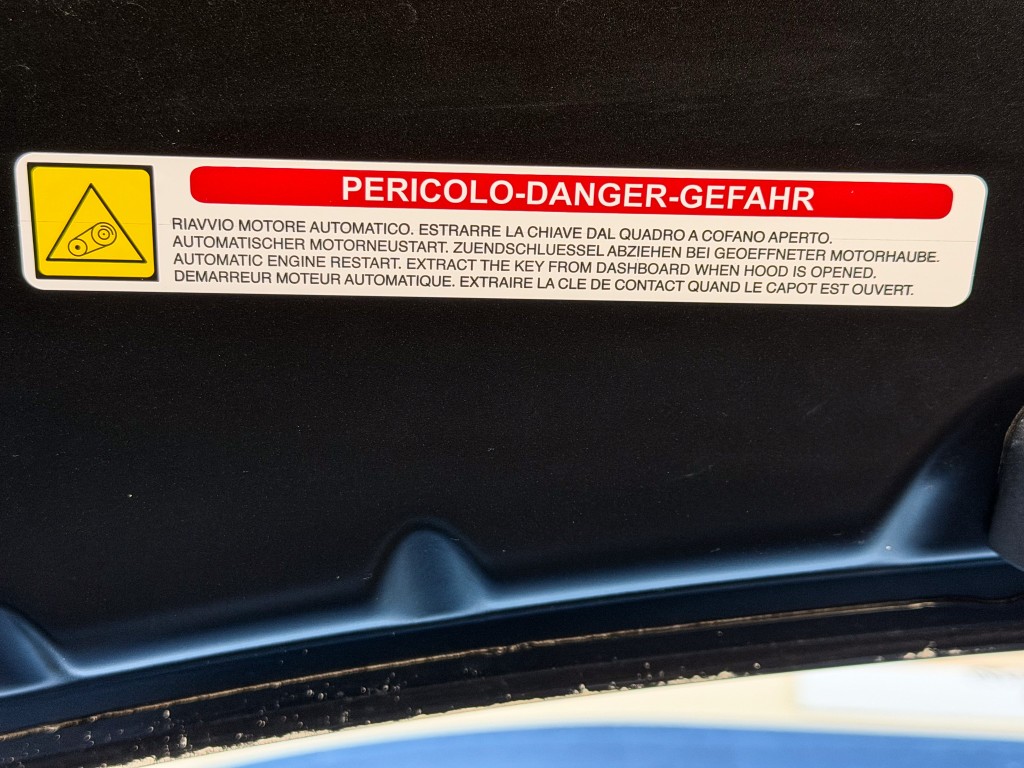 PERICOLO-DANGER-GEFAHR
RIAVVIO MOTORE AUTOMATICO. ESTRARRE LA CHIAVE DAL QUADRO A COFANO APERTO.
AUTOMATISCHER MOTORNEUSTART. ZUENDSCHLUESSEL ABZIEHEN BEI GEOEFFNETER MOTORHAUBE.
AUTOMATIC ENGINE RESTART. EXTRACT THE KEY FROM DASHBOARD WHEN HOOD IS OPENED.
DEMARREUR MOTEUR AUTOMATIQUE. EXTRAIRE LA CLE DE CONTACT QUAND LE CAPOT EST OUVERT.